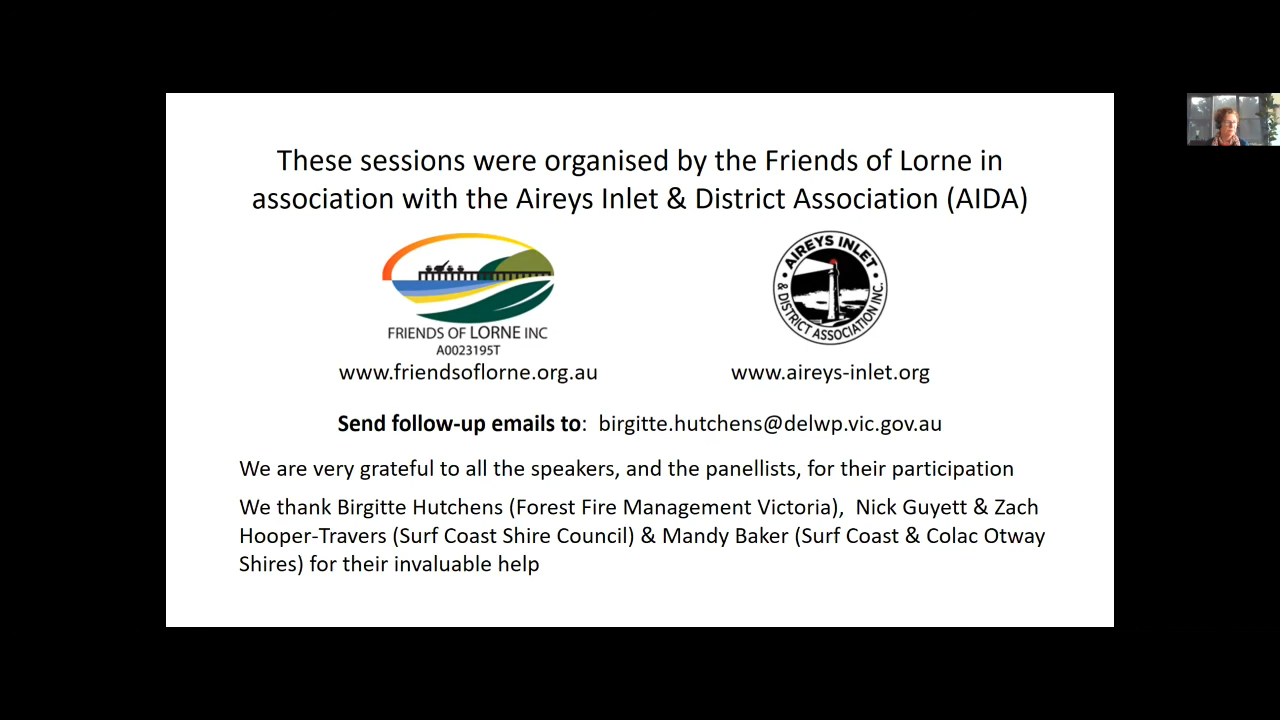 These sessions were organised by the Friends of Lorne in
association with the Aireys Inlet & District Association (AIDA)
FRIENDS OF LORNE INC
A0023195T
• AIREYS INLET •
& DISTRICT ASSOCIATION INC.
www.friendsoflorne.org.au
www.aireys-inlet.org
Send follow-up emails to: birgitte.hutchens@delwp.vic.gov.au
We are very grateful to all the speakers, and the panellists, for their participation
We thank Birgitte Hutchens (Forest Fire Management Victoria), Nick Guyett & Zach
Hooper-Travers (Surf Coast Shire Council) & Mandy Baker (Surf Coast & Colac Otway
Shires) for their invaluable help